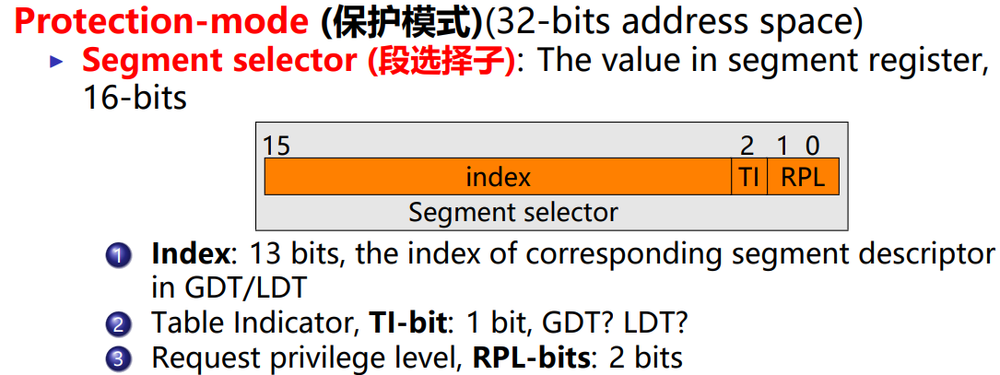 Protection-mode (保护模式)(32-bits address space)
▶ Segment selector (段选择子): The value in segment register,
16-bits
15 2 1 0
index TI RPL
Segment selector
1 Index: 13 bits, the index of corresponding segment descriptor
in GDT/LDT
2 Table Indicator, TI-bit: 1 bit, GDT? LDT?
3 Request privilege level, RPL-bits: 2 bits